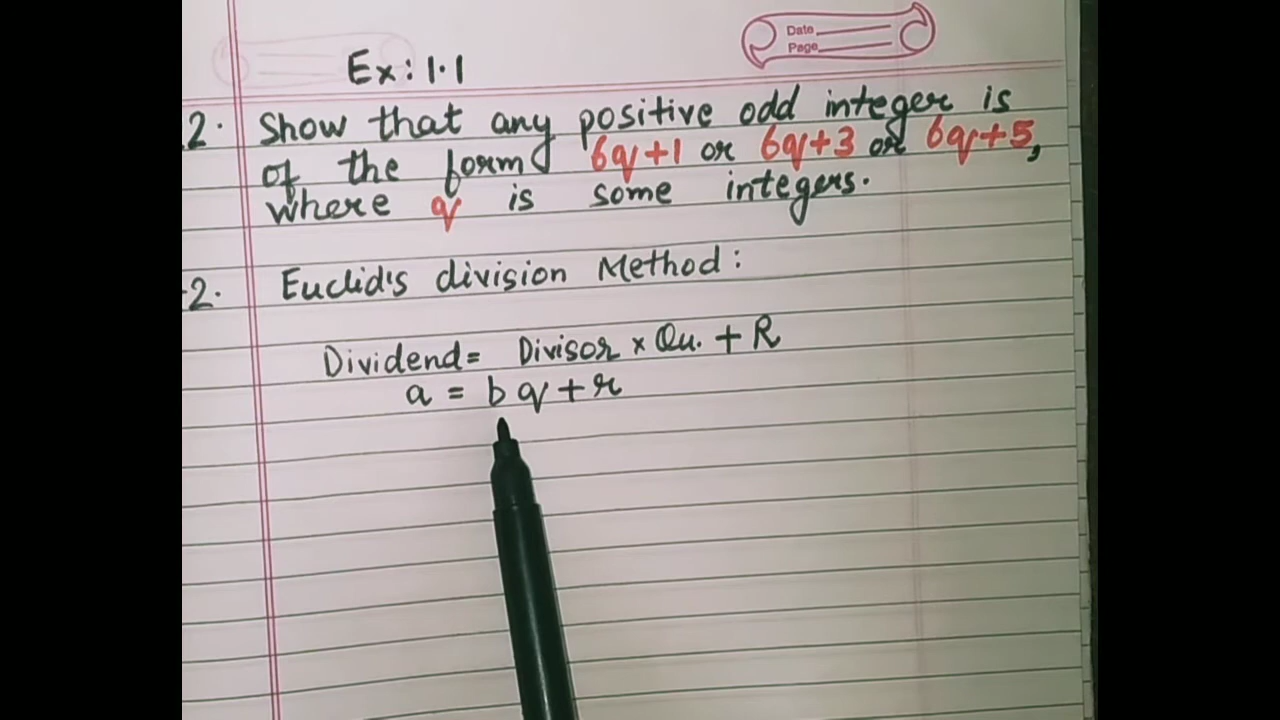 Date
Page
Ex: 1.1
2. Show that any positive odd integer is
of the form 6q+1 or 6q+3 or 6q+5,
where q is some integers.
2. Euclid's division Method:
Dividend = Divisor × Qu. + R
a = bq + r